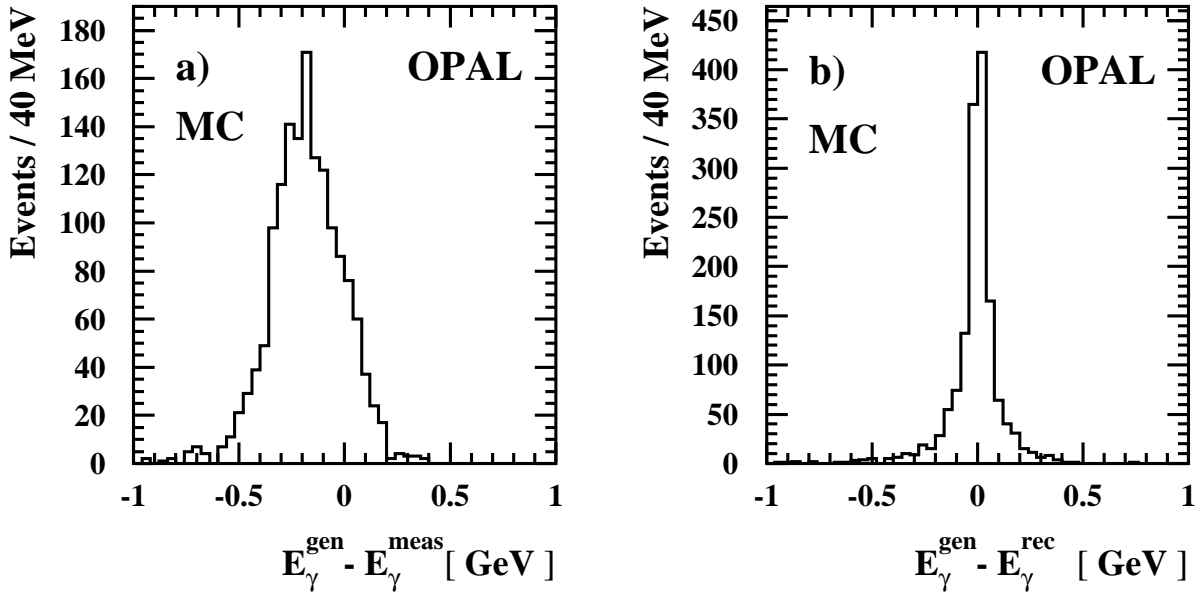 Events / 40 MeV
180
160
140
120
100
80
60
40
20
0
a) OPAL
MC
-1 -0.5 0 0.5 1
E_γ^gen - E_γ^meas [ GeV ]
Events / 40 MeV
450
400
350
300
250
200
150
100
50
0
b) OPAL
MC
-1 -0.5 0 0.5 1
E_γ^gen - E_γ^rec [ GeV ]